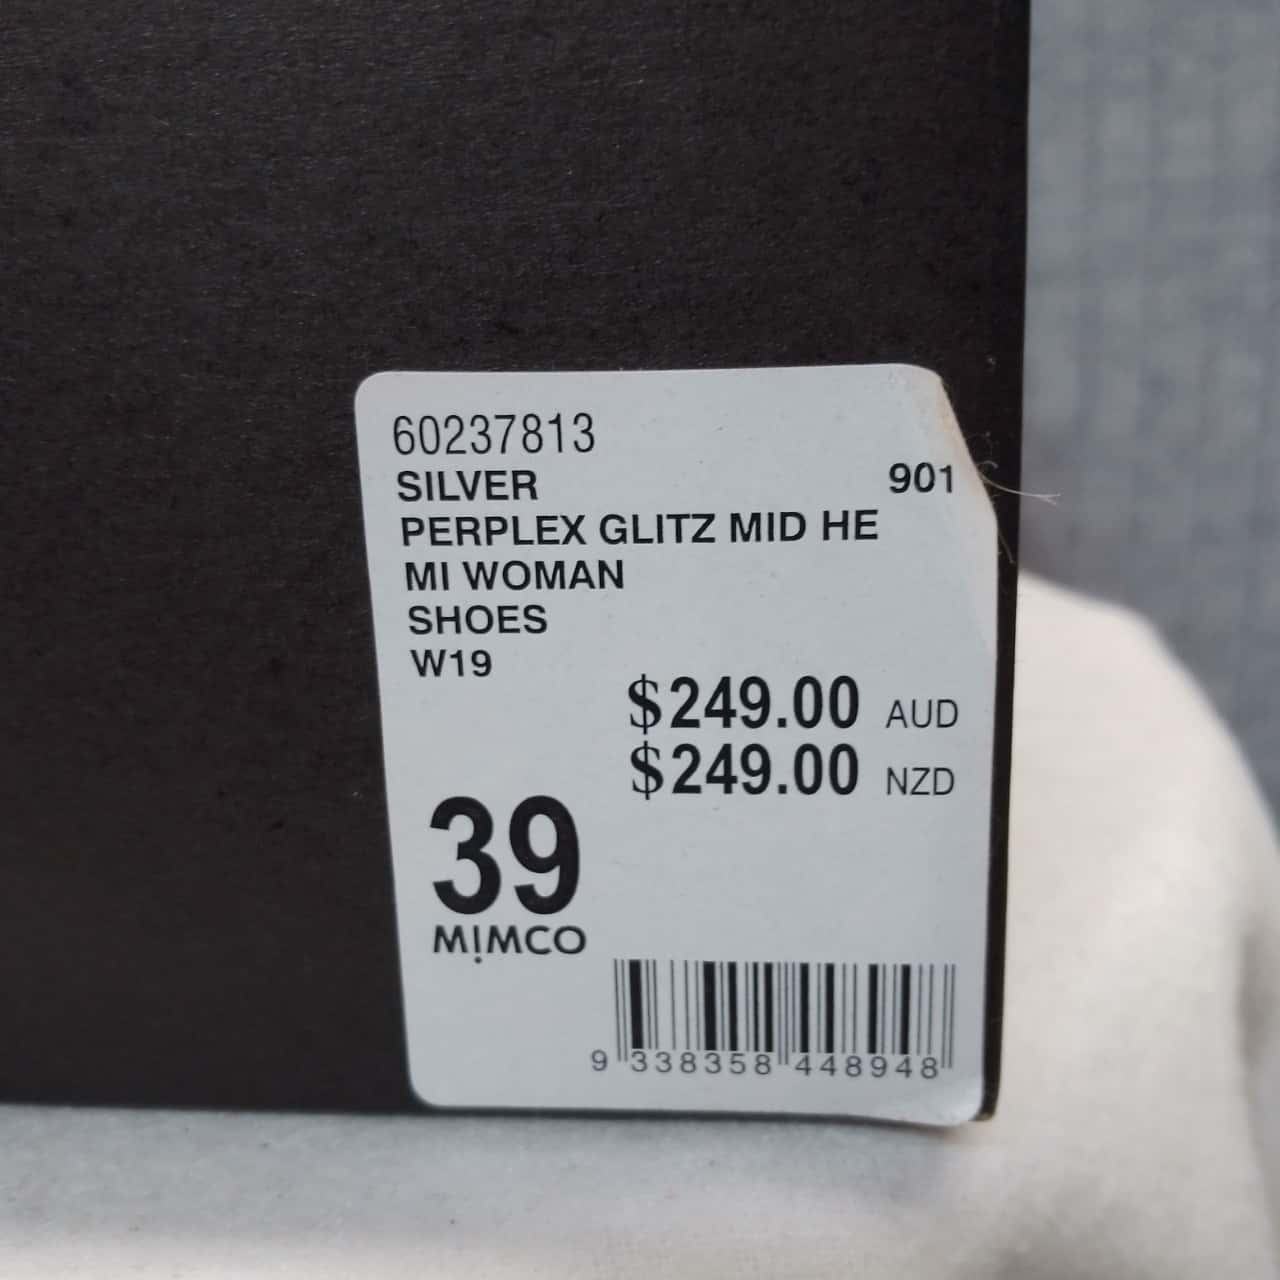 60237813
SILVER 901
PERPLEX GLITZ MID HE
MI WOMAN
SHOES
W19
$249.00 AUD
$249.00 NZD
39
MIMCO
9 338358 448948